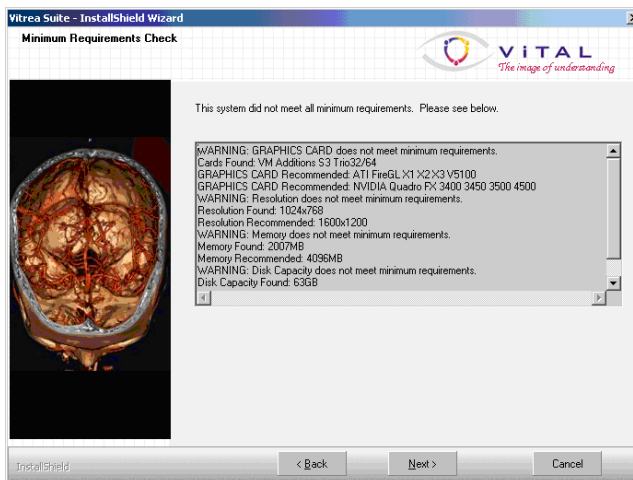 Vitrea Suite - InstallShield Wizard
Minimum Requirements Check
ViTAL
The image of understanding
This system did not meet all minimum requirements. Please see below.
WARNING: GRAPHICS CARD does not meet minimum requirements.
Cards Found: VM Additions S3 Trio32/64
GRAPHICS CARD Recommended: ATI FireGL X1 X2 X3 V5100
GRAPHICS CARD Recommended: NVIDIA Quadro FX 3400 3450 3500 4500
WARNING: Resolution does not meet minimum requirements.
Resolution Found: 1024x768
Resolution Recommended: 1600x1200
WARNING: Memory does not meet minimum requirements.
Memory Found: 2007MB
Memory Recommended: 4096MB
WARNING: Disk Capacity does not meet minimum requirements.
Disk Capacity Found: 63GB
InstallShield
< Back
Next >
Cancel